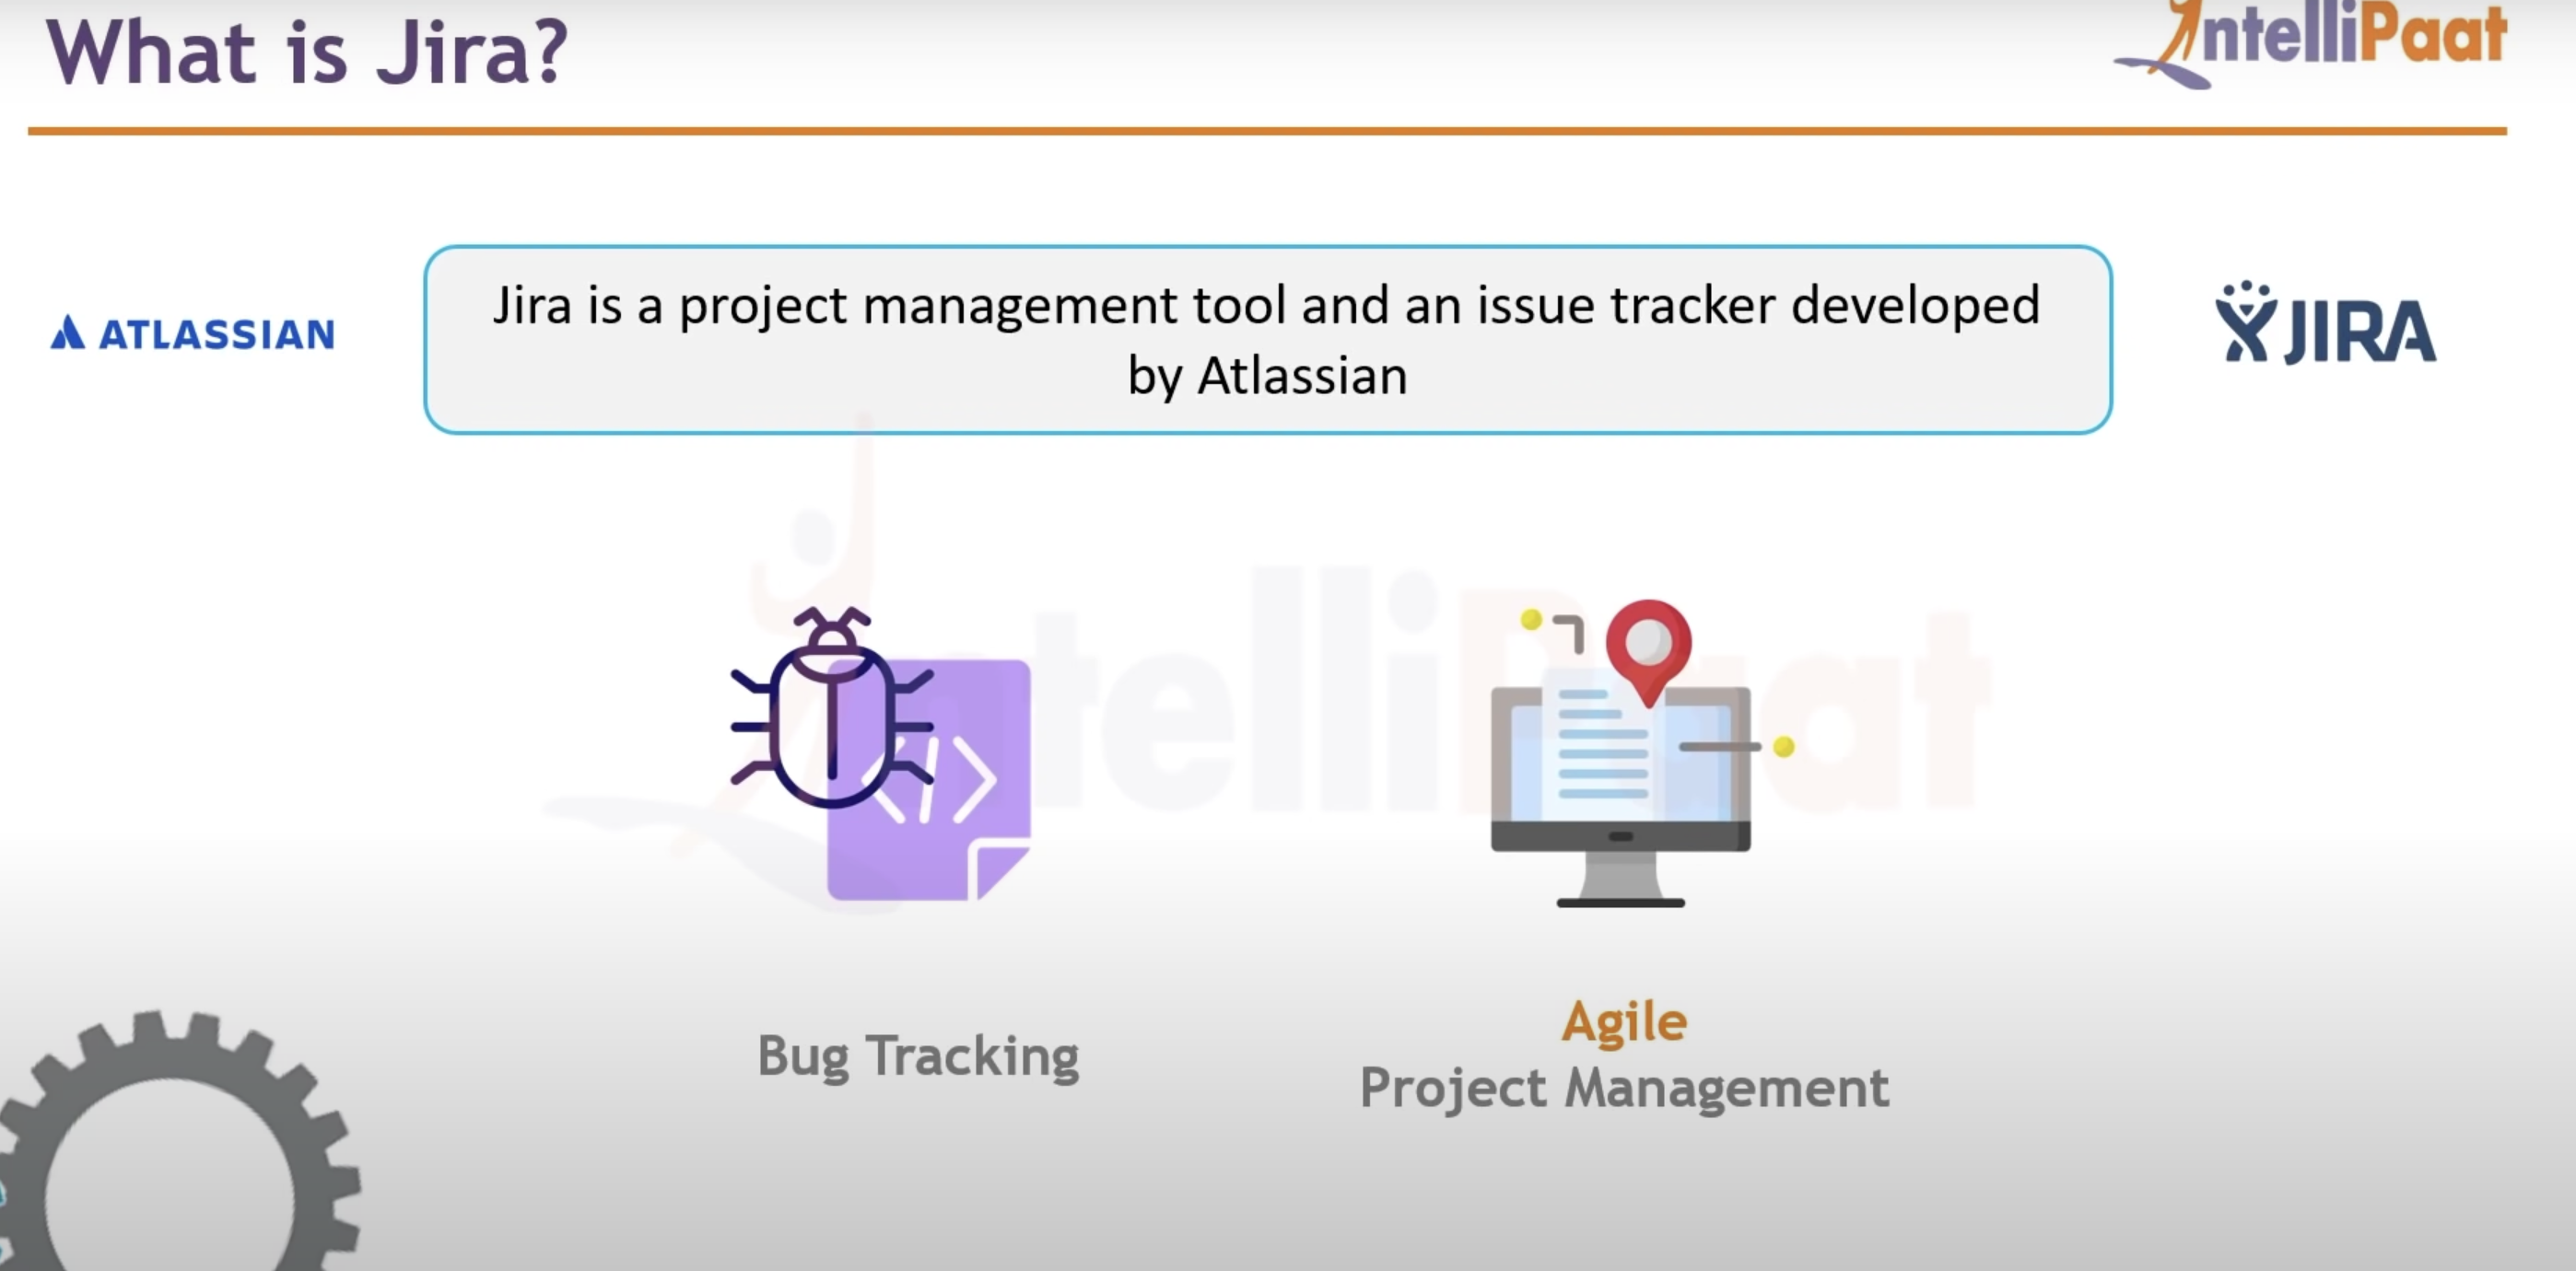 What is Jira?
IntelliPaat
ATLASSIAN
Jira is a project management tool and an issue tracker developed
by Atlassian
JIRA
IntelliPaat
</>
Bug Tracking
Agile
Project Management